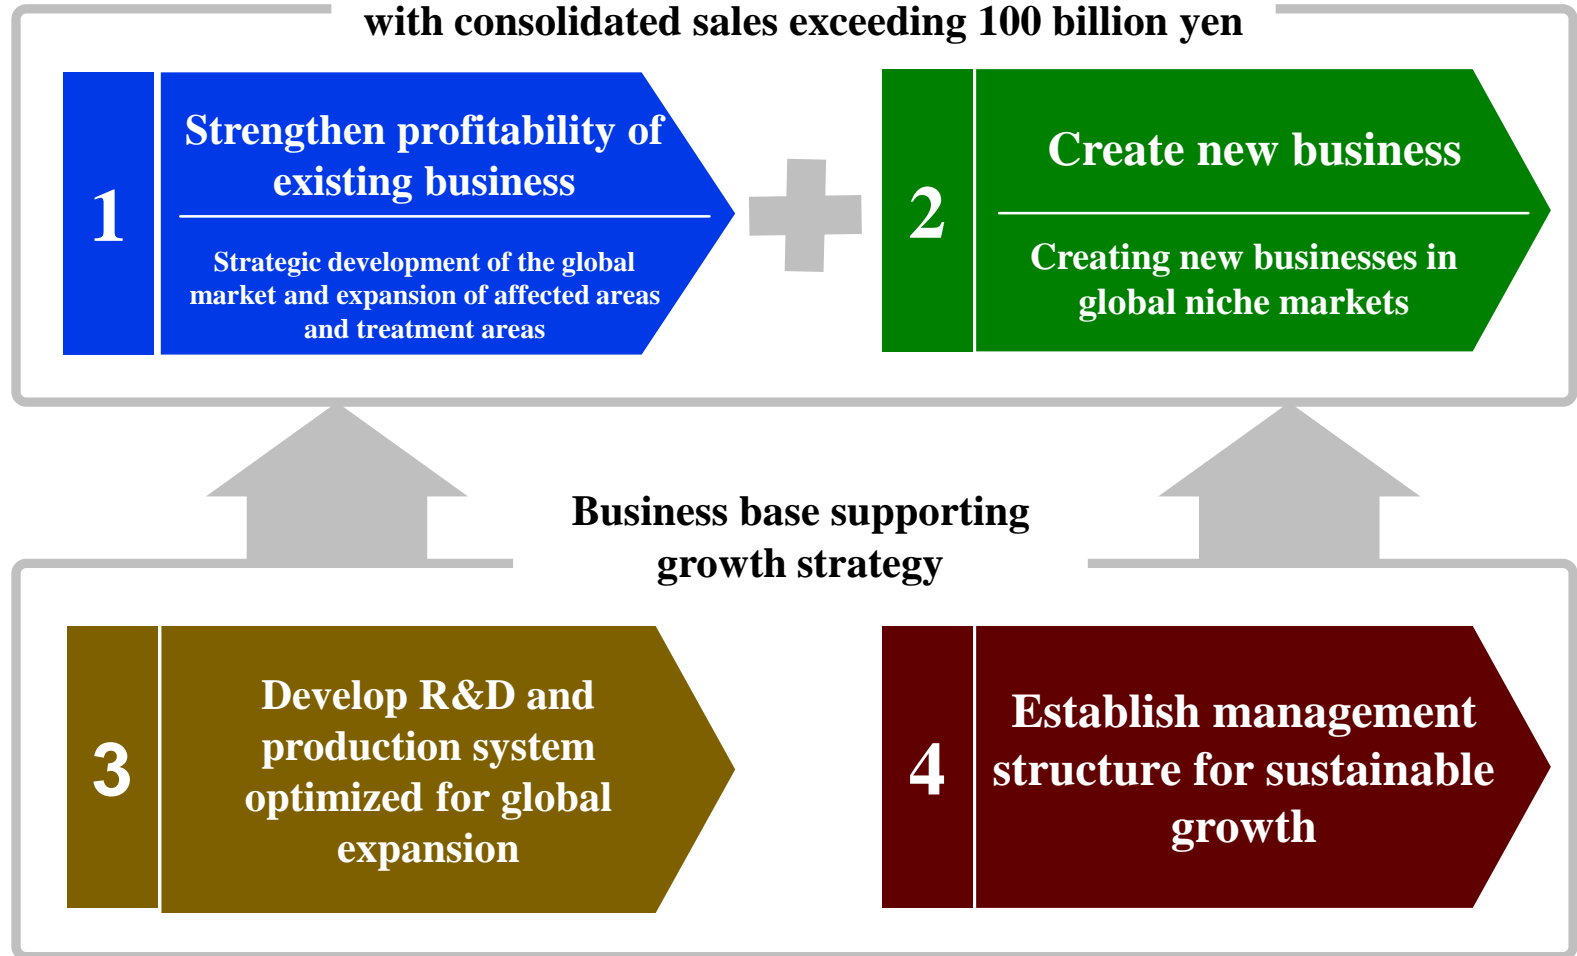 with consolidated sales exceeding 100 billion yen
1
Strengthen profitability of
existing business
Strategic development of the global
market and expansion of affected areas
and treatment areas
2
Create new business
Creating new businesses in
global niche markets
Business base supporting
growth strategy
3
Develop R&D and
production system
optimized for global
expansion
4
Establish management
structure for sustainable
growth